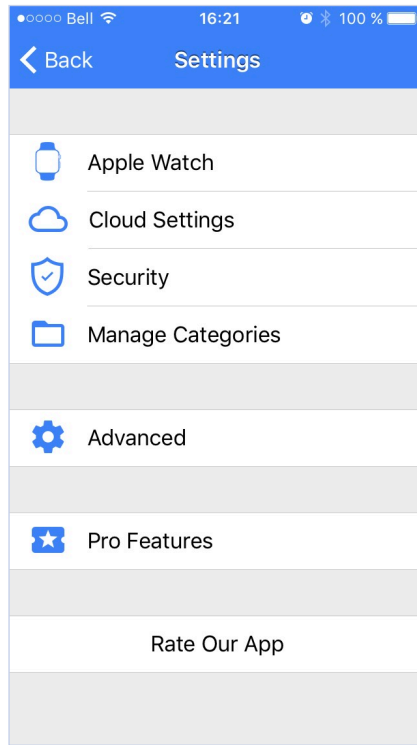 Bell 16:21 100 %
Back Settings
Apple Watch
Cloud Settings
Security
Manage Categories
Advanced
Pro Features
Rate Our App